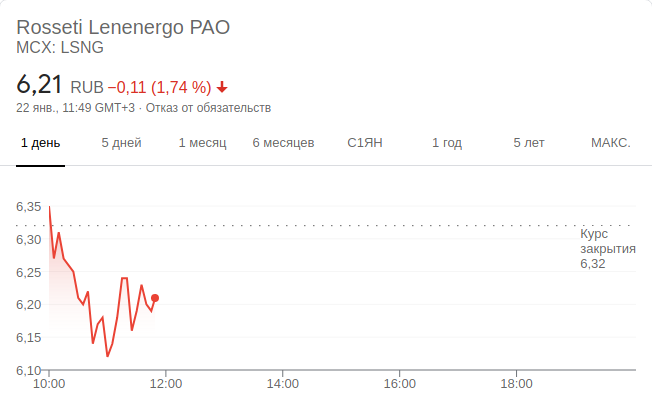 Rosseti Lenenergo PAO
MCX: LSNG
6,21 RUB −0,11 (1,74 %)
22 янв., 11:49 GMT+3 · Отказ от обязательств
1 день 5 дней 1 месяц 6 месяцев С1ЯН 1 год 5 лет МАКС.
6,35
6,30
6,25
6,20
6,15
6,10
Курс
закрытия
6,32
10:00 12:00 14:00 16:00 18:00